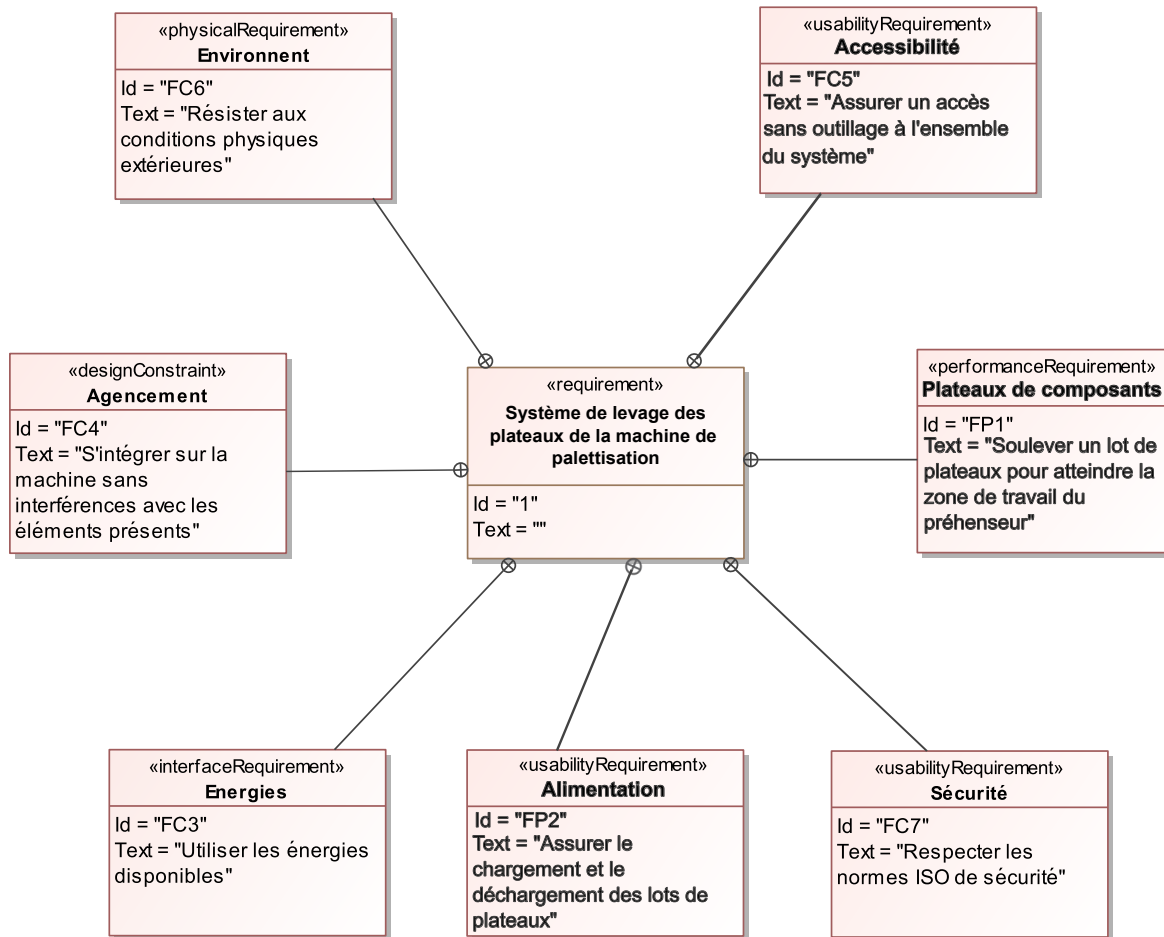 «physicalRequirement»
Environnent
Id = "FC6"
Text = "Résister aux
conditions physiques
extérieures"
«usabilityRequirement»
Accessibilité
Id = "FC5"
Text = "Assurer un accès
sans outillage à l'ensemble
du système"
«designConstraint»
Agencement
Id = "FC4"
Text = "S'intégrer sur la
machine sans
interférences avec les
éléments présents"
«requirement»
Système de levage des
plateaux de la machine de
palettisation
Id = "1"
Text = ""
«performanceRequirement»
Plateaux de composants
Id = "FP1"
Text = "Soulever un lot de
plateaux pour atteindre la
zone de travail du
préhenseur"
«interfaceRequirement»
Energies
Id = "FC3"
Text = "Utiliser les énergies
disponibles"
«usabilityRequirement»
Alimentation
Id = "FP2"
Text = "Assurer le
chargement et le
déchargement des lots de
plateaux"
«usabilityRequirement»
Sécurité
Id = "FC7"
Text = "Respecter les
normes ISO de sécurité"